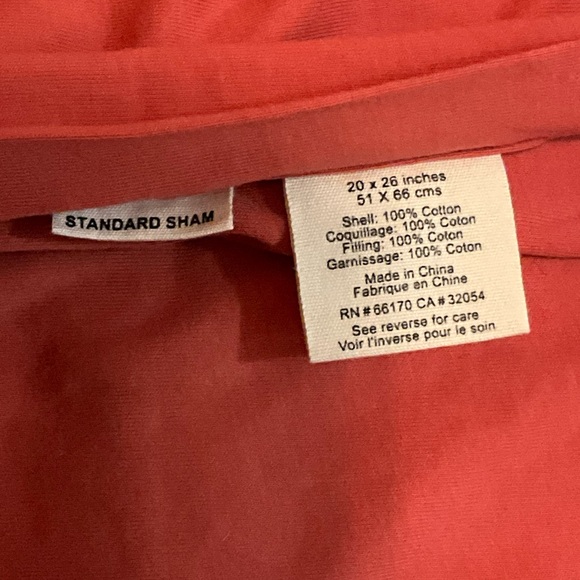 STANDARD SHAM
20 x 26 inches
51 X 66 cms
Shell: 100% Cotton
Coquillage: 100% Coton
Filling: 100% Cotton
Garnissage: 100% Coton
Made in China
Fabrique en Chine
RN # 66170 CA # 32054
See reverse for care
Voir l'inverse pour le soin